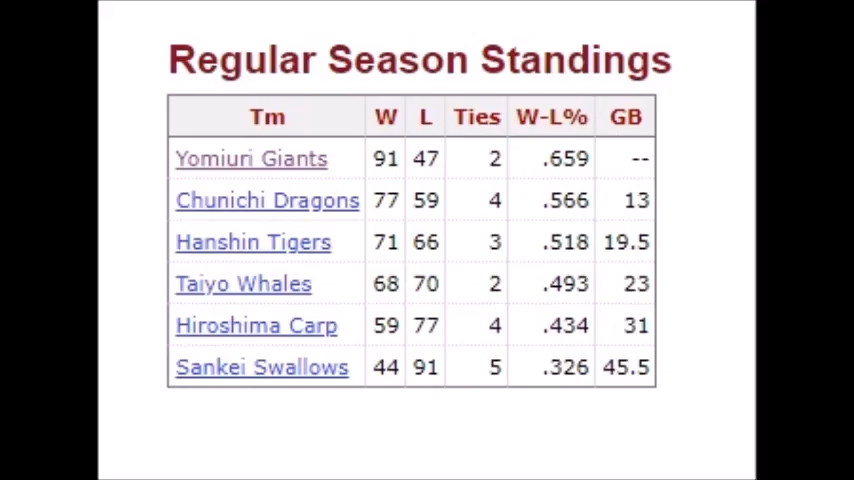 Regular Season Standings
Tm W L Ties W-L% GB
Yomiuri Giants 91 47 2 .659 --
Chunichi Dragons 77 59 4 .566 13
Hanshin Tigers 71 66 3 .518 19.5
Taiyo Whales 68 70 2 .493 23
Hiroshima Carp 59 77 4 .434 31
Sankei Swallows 44 91 5 .326 45.5